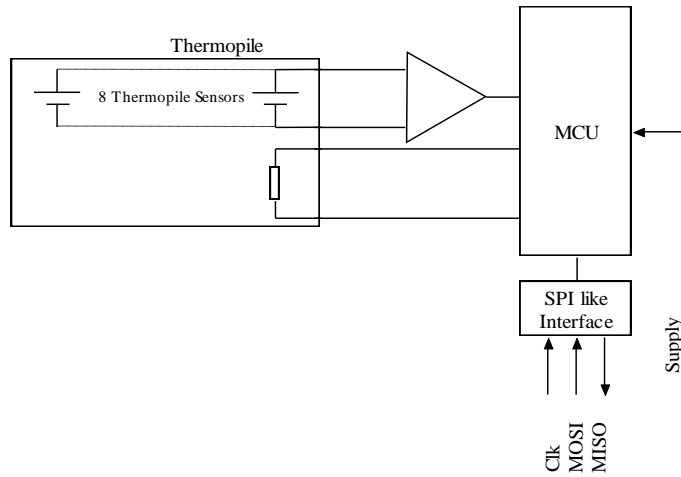 Thermopile
8 Thermopile Sensors
MCU
SPI like
Interface
Supply
Clk
MOSI
MISO